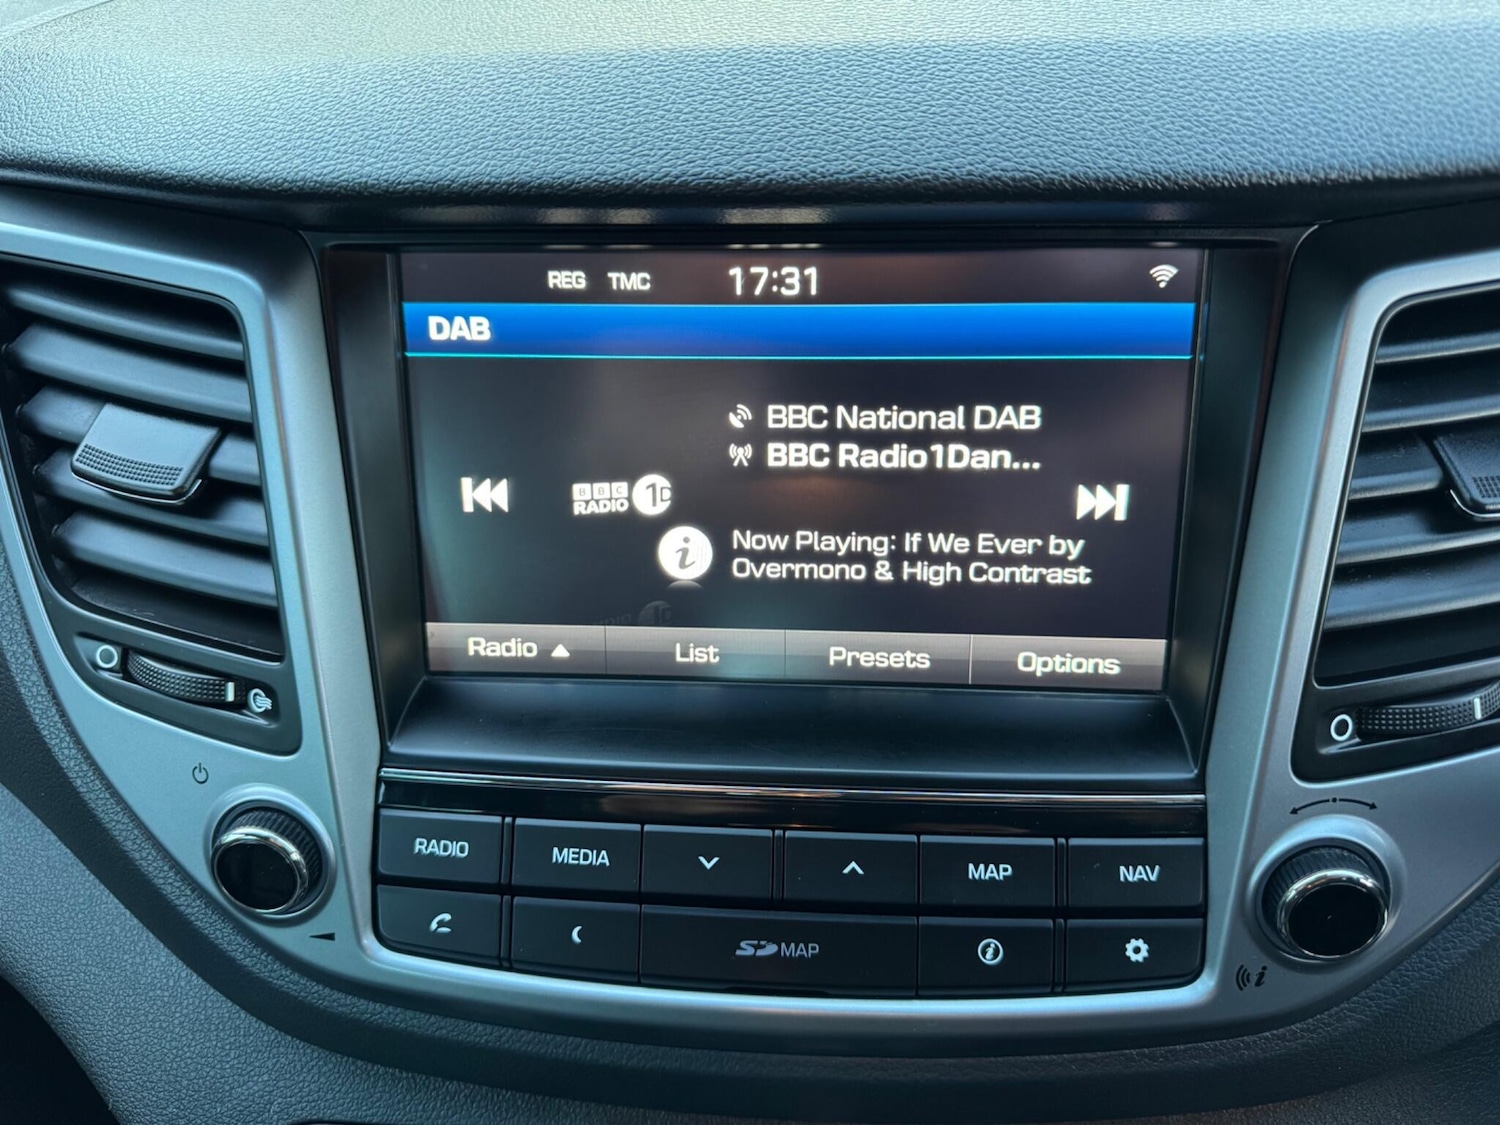 REG TMC 17:31
DAB
BBC National DAB
BBC Radio1Dan...
BBC
RADIO 1D
Now Playing: If We Ever by
Overmono & High Contrast
Radio List Presets Options
RADIO MEDIA MAP NAV
SD MAP